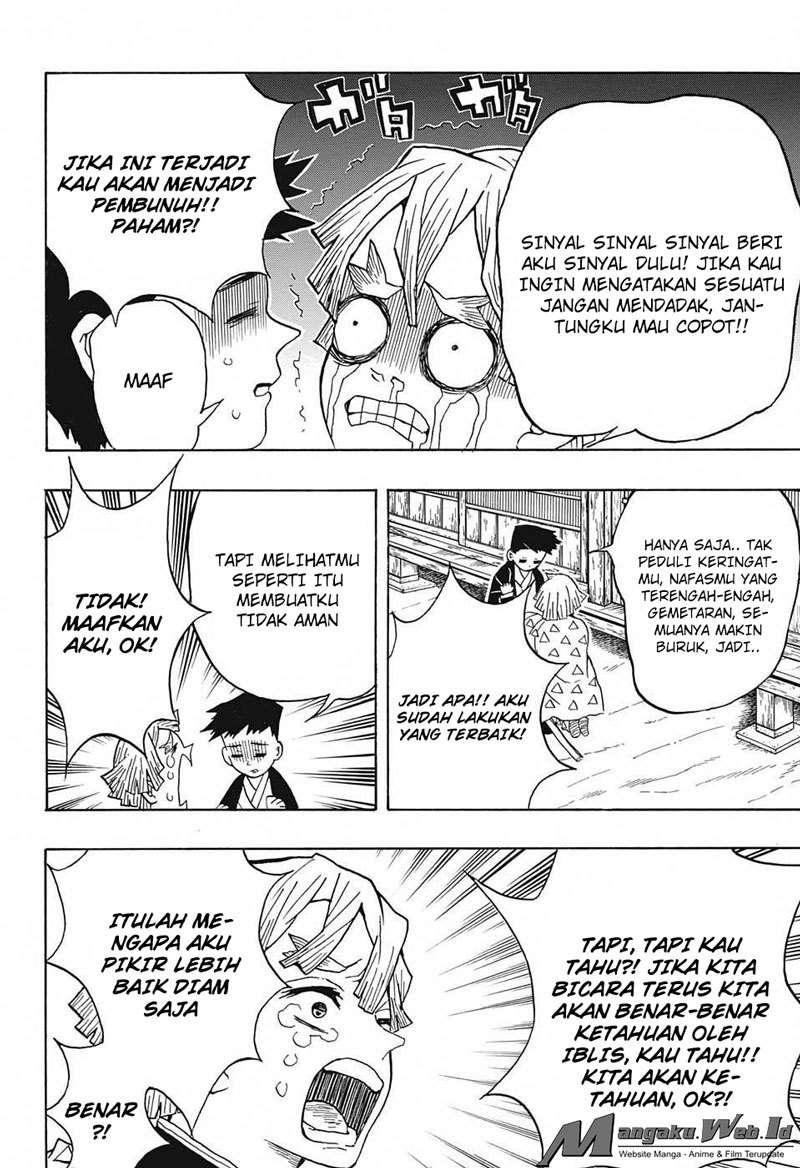 ガタ
ガタ
SINYAL SINYAL SINYAL BERI
AKU SINYAL DULU! JIKA KAU
INGIN MENGATAKAN SESUATU
JANGAN MENDADAK, JAN-
TUNGKU MAU COPOT!!
JIKA INI TERJADI
KAU AKAN MENJADI
PEMBUNUH!!
PAHAM?!
MAAF
HANYA SAJA.. TAK
PEDULI KERINGAT-
MU, NAFASMU YANG
TERENGAH-ENGAH,
GEMETARAN, SE-
MUANYA MAKIN
BURUK, JADI..
JADI APA!! AKU
SUDAH LAKUKAN
YANG TERBAIK!
TAPI MELIHATMU
SEPERTI ITU
MEMBUATKU
TIDAK AMAN
TIDAK!
MAAFKAN
AKU, OK!
TAPI, TAPI KAU
TAHU?! JIKA KITA
BICARA TERUS KITA
AKAN BENAR-BENAR
KETAHUAN OLEH
IBLIS, KAU TAHU!!
KITA AKAN KE-
TAHUAN, OK?!
ITULAH ME-
NGAPA AKU
PIKIR LEBIH
BAIK DIAM
SAJA
BENAR
?!
Mangaku.Web.Id
Website Manga - Anime & Film Terupdate